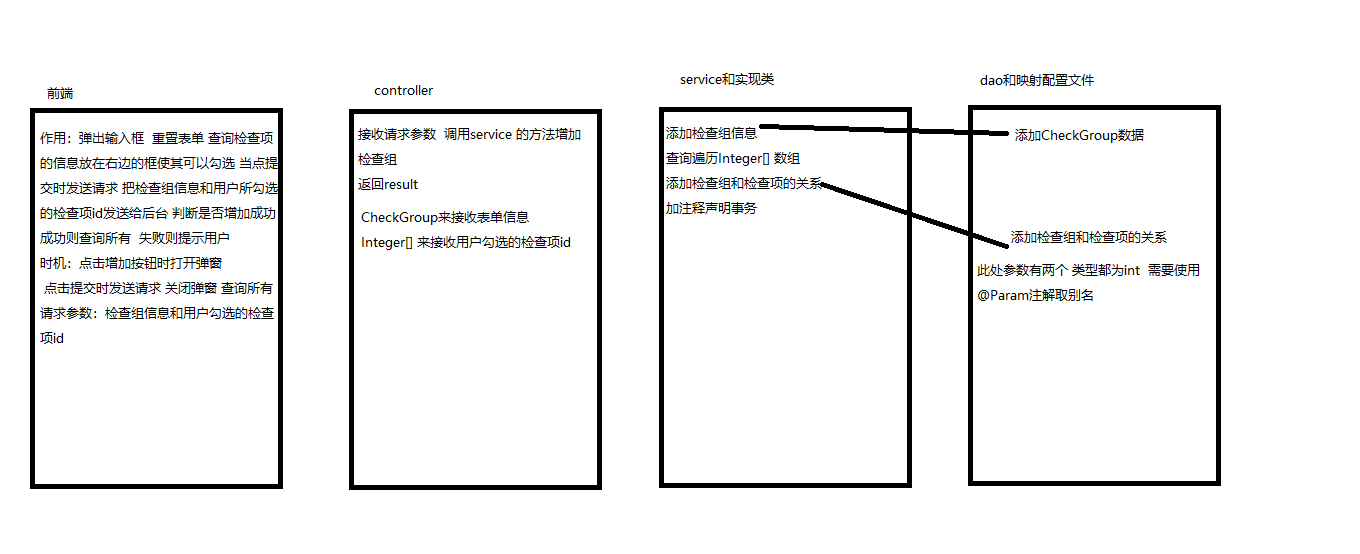 前端
作用：弹出输入框  重置表单 查询检查项
的信息放在右边的框使其可以勾选 当点提
交时发送请求 把检查组信息和用户所勾选
的检查项id发送给后台 判断是否增加成功
成功则查询所有  失败则提示用户
时机：点击增加按钮时打开弹窗
点击提交时发送请求 关闭弹窗 查询所有
请求参数：检查组信息和用户勾选的检查
项id
controller
接收请求参数  调用service 的方法增加
检查组
返回result
CheckGroup来接收表单信息
Integer[] 来接收用户勾选的检查项id
service和实现类
添加检查组信息
查询遍历Integer[] 数组
添加检查组和检查项的关系
加注释声明事务
dao和映射配置文件
添加CheckGroup数据
添加检查组和检查项的关系
此处参数有两个 类型都为int  需要使用
@Param注解取别名